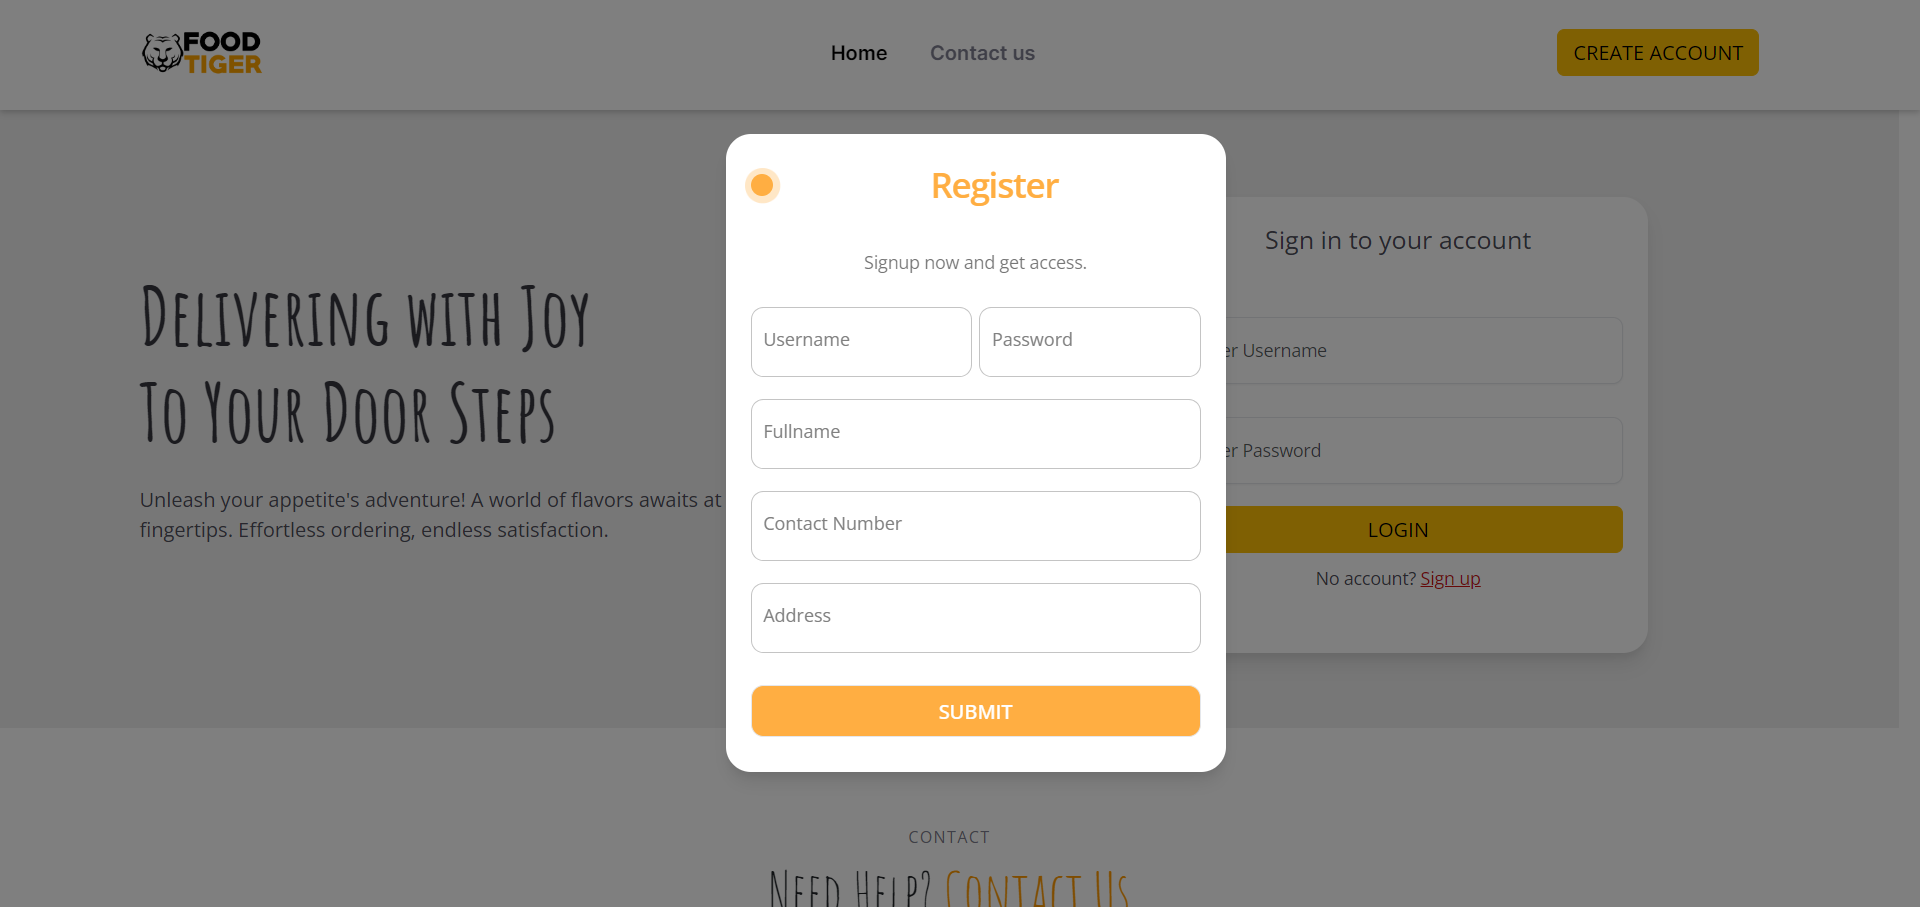 FOOD
TIGER
Home
Contact us
CREATE ACCOUNT
Delivering with Joy
To Your Door Steps
Unleash your appetite's adventure! A world of flavors awaits at
fingertips. Effortless ordering, endless satisfaction.
Register
Signup now and get access.
Username
Password
Fullname
Contact Number
Address
SUBMIT
Sign in to your account
er Username
er Password
LOGIN
No account? Sign up
CONTACT
Need Help? Contact Us